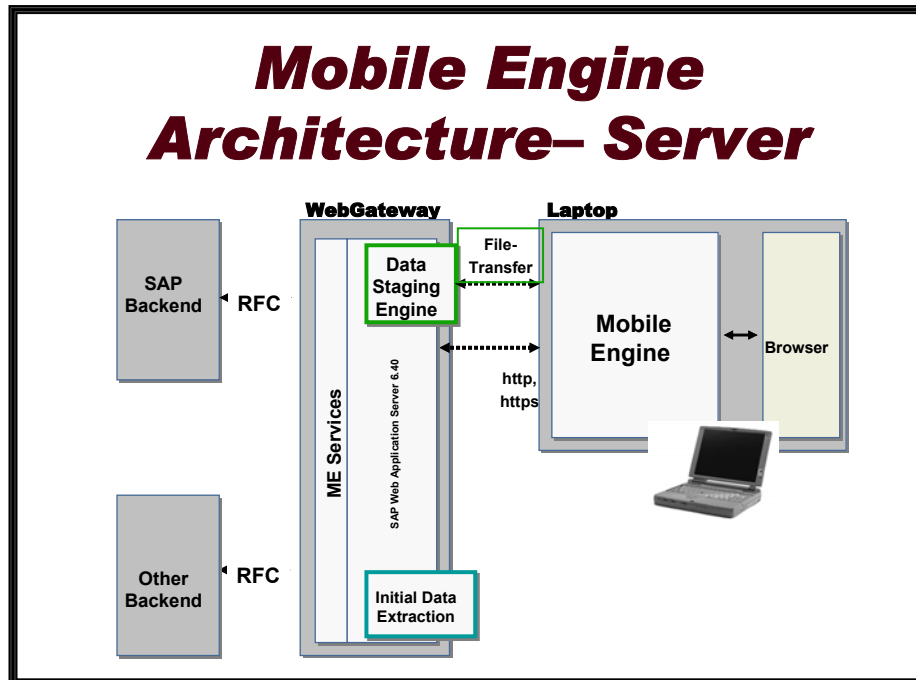 Mobile Engine
Architecture– Server
WebGateway
Laptop
SAP
Backend
RFC
Data
Staging
Engine
File-
Transfer
ME Services
SAP Web Application Server 6.40
http,
https
Mobile
Engine
Browser
Other
Backend
RFC
Initial Data
Extraction